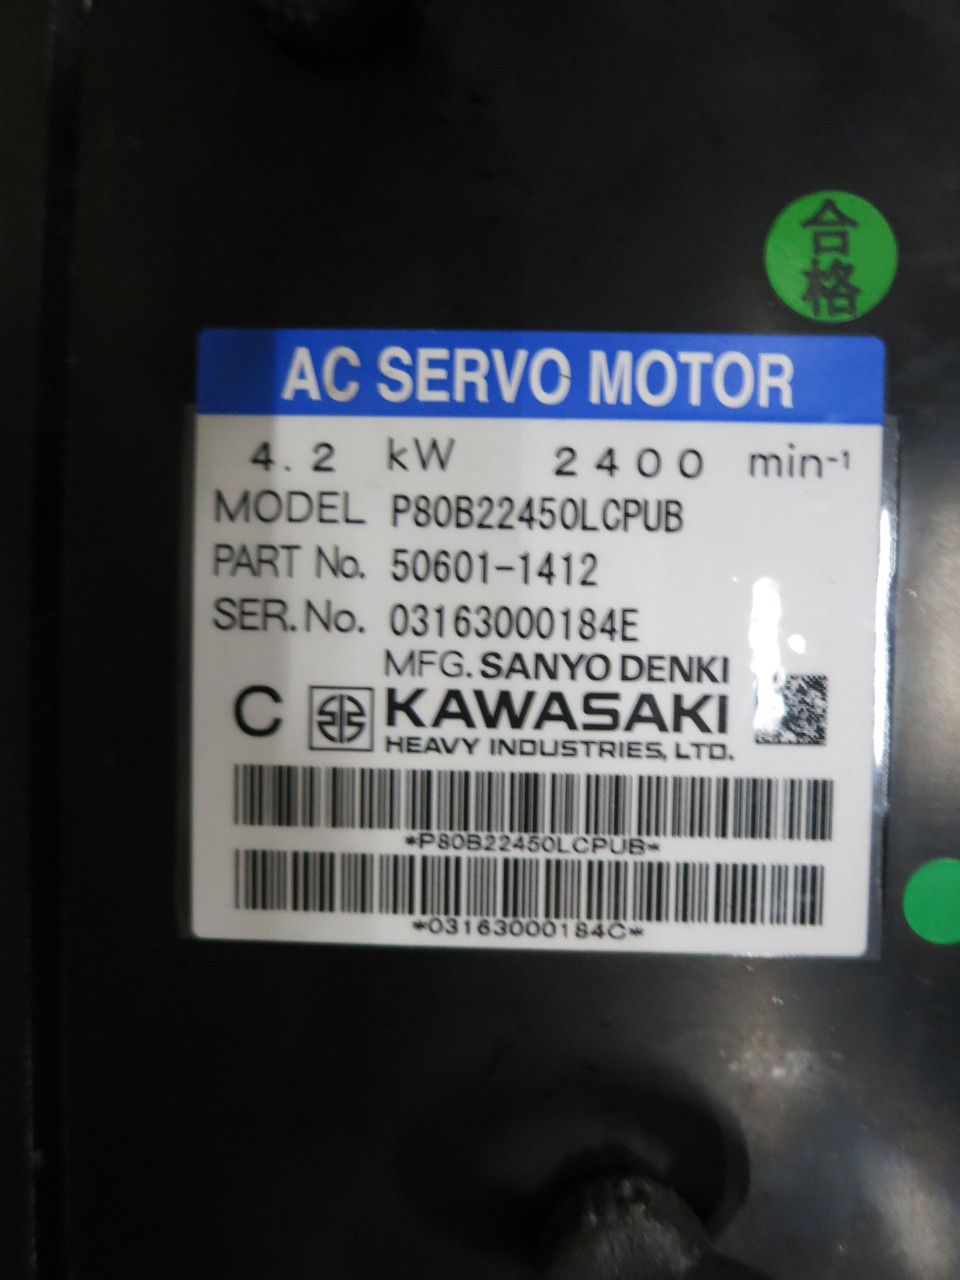 合格
AC SERVO MOTOR
4.2 kW 2400 min-1
MODEL P80B22450LCPUB
PART No. 50601-1412
SER.No. 03163000184E
MFG. SANYO DENKI
C KAWASAKI
HEAVY INDUSTRIES, LTD.
*P80B22450LCPUB*
*03163000184C*